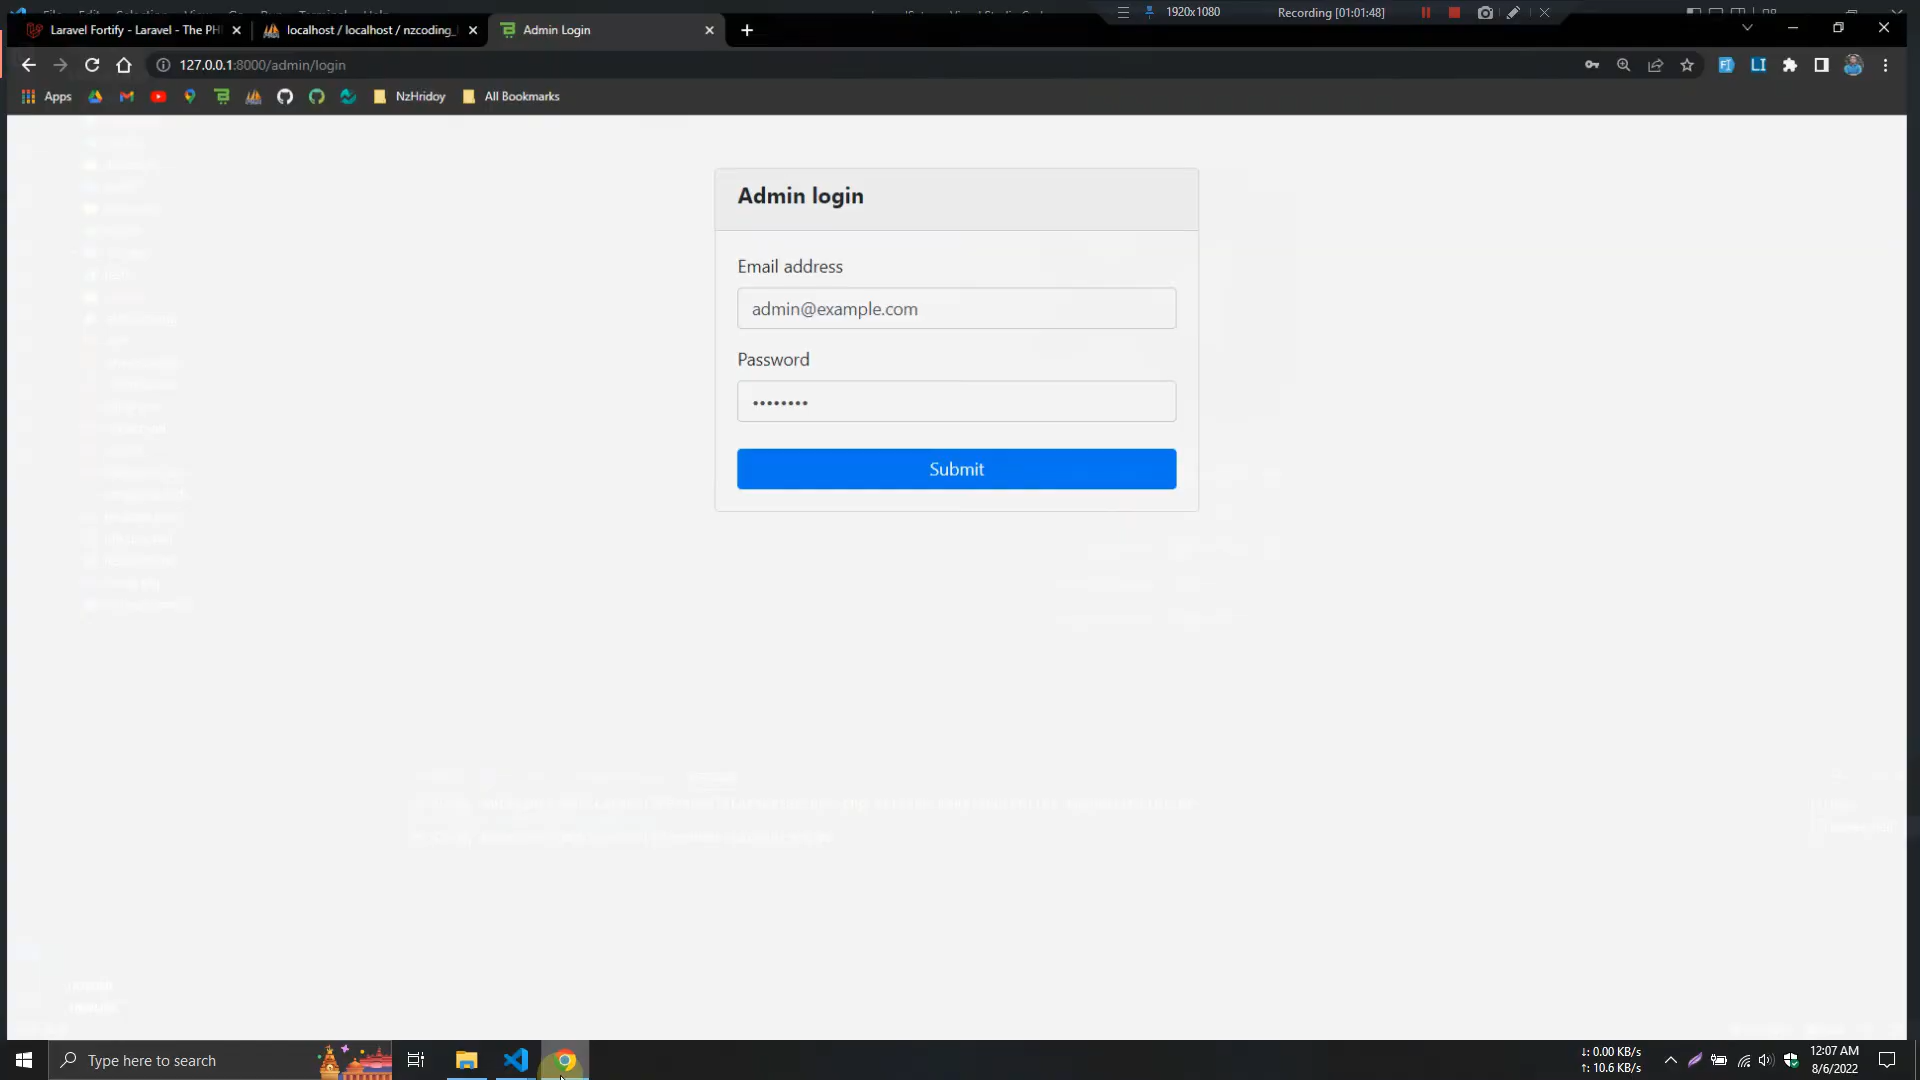 1920x1080
Recording [01:01:48]
Laravel Fortify - Laravel - The PH
localhost / localhost / nzcoding_
Admin Login
127.0.0.1:8000/admin/login
Apps
NzHridoy
All Bookmarks
Admin login
Email address
admin@example.com
Password
Submit
Type here to search
↓: 0.00 KB/s
↑: 10.6 KB/s
12:07 AM
8/6/2022